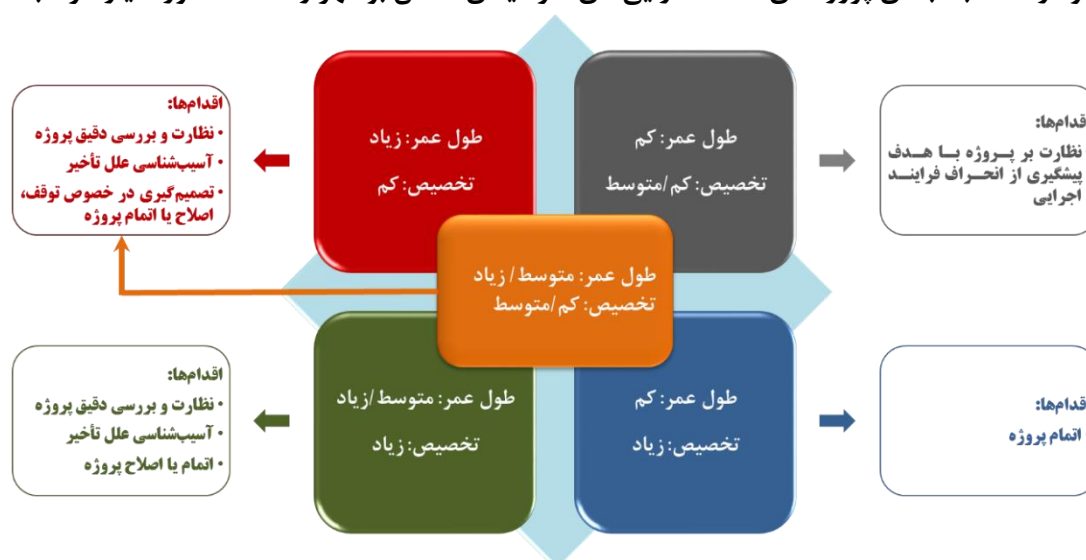 طول عمر: کم
تخصیص: کم/متوسط
قدام‌ها:
نظارت بر پروژه با هدف
پیشگیری از انحراف فرایند
اجرایی
طول عمر: زیاد
تخصیص: کم
اقدام‌ها:
• نظارت و بررسی دقیق پروژه
• آسیب‌شناسی علل تأخیر
• تصمیم‌گیری در خصوص توقف،
اصلاح یا اتمام پروژه
طول عمر: متوسط/ زیاد
تخصیص: کم/متوسط
طول عمر: کم
تخصیص: زیاد
قدام‌ها:
اتمام پروژه
طول عمر: متوسط/زیاد
تخصیص: زیاد
اقدام‌ها:
• نظارت و بررسی دقیق پروژه
• آسیب‌شناسی علل تأخیر
• اتمام یا اصلاح پروژه